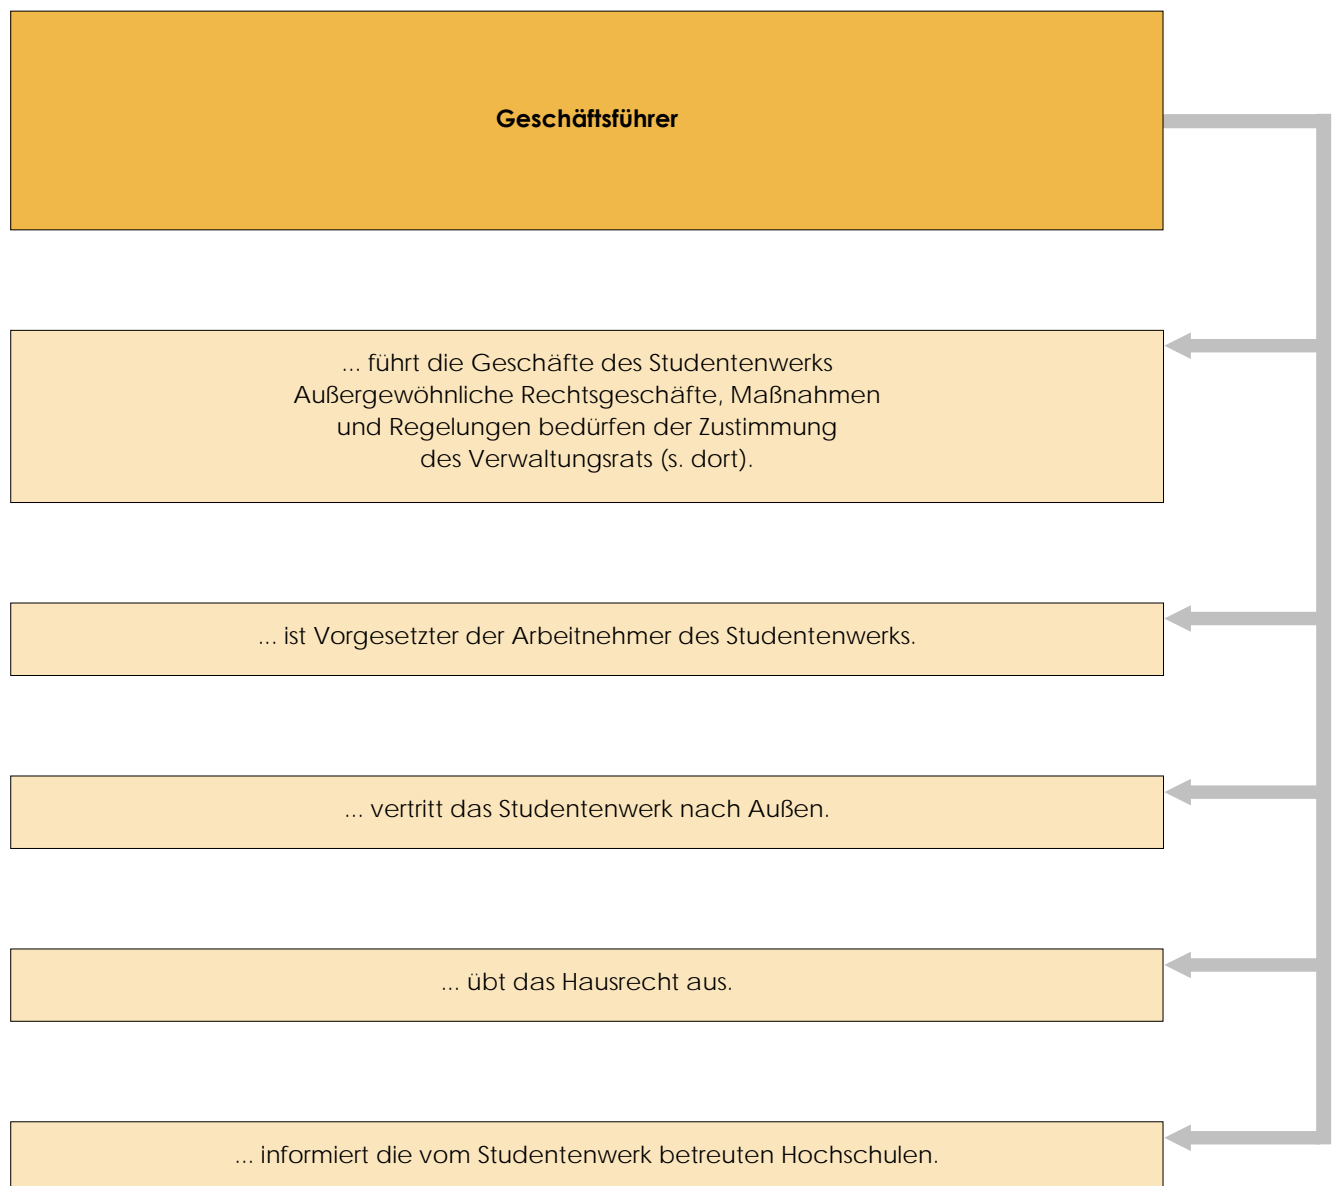 Geschäftsführer
... führt die Geschäfte des Studentenwerks
Außergewöhnliche Rechtsgeschäfte, Maßnahmen
und Regelungen bedürfen der Zustimmung
des Verwaltungsrats (s. dort).
... ist Vorgesetzter der Arbeitnehmer des Studentenwerks.
... vertritt das Studentenwerk nach Außen.
... übt das Hausrecht aus.
... informiert die vom Studentenwerk betreuten Hochschulen.